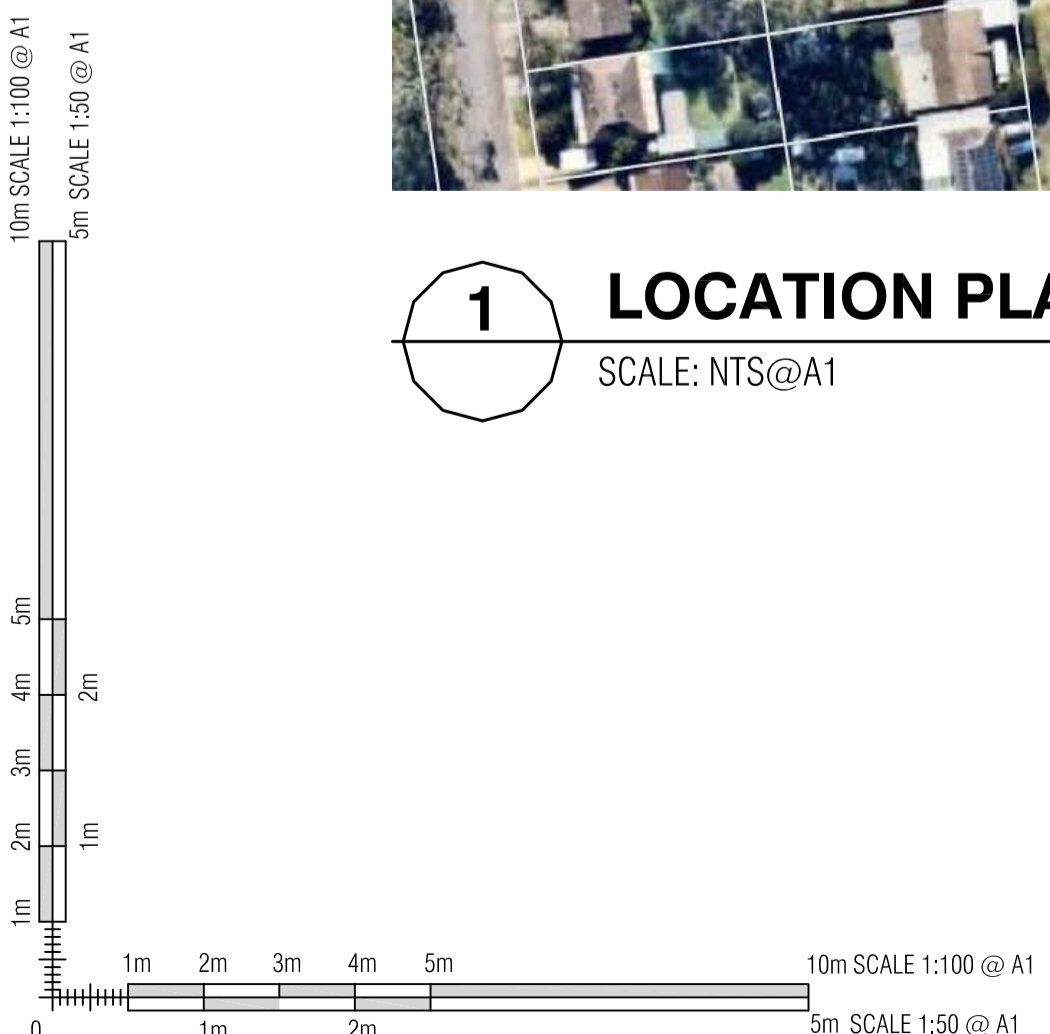 10m SCALE 1:100 @ A1
5m SCALE 1:50 @ A1
1
LOCATION PLA
SCALE: NTS@A1
5m
4m
2m
3m
2m
1m
1m
1m 2m 3m 4m 5m 10m SCALE 1:100 @ A1
0 1m 2m 5m SCALE 1:50 @ A1